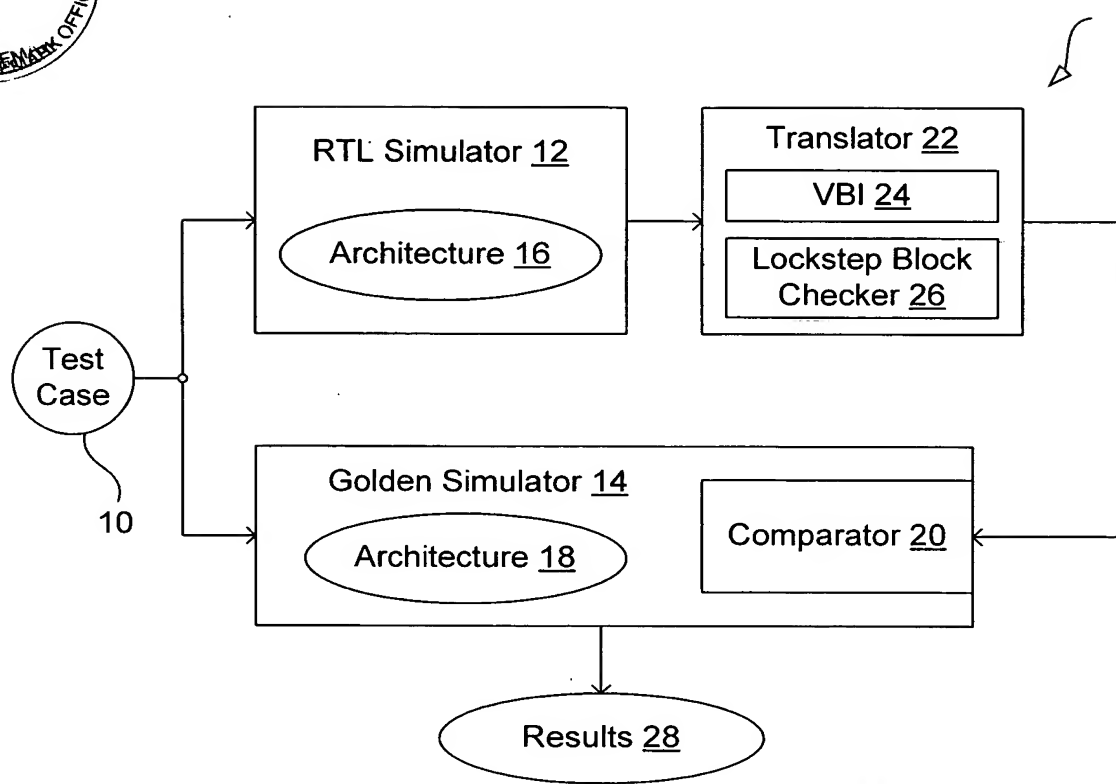 RTL Simulator 12
Architecture 16
Translator 22
VBI 24
Lockstep Block
Checker 26
Test
Case
10
Golden Simulator 14
Architecture 18
Comparator 20
Results 28